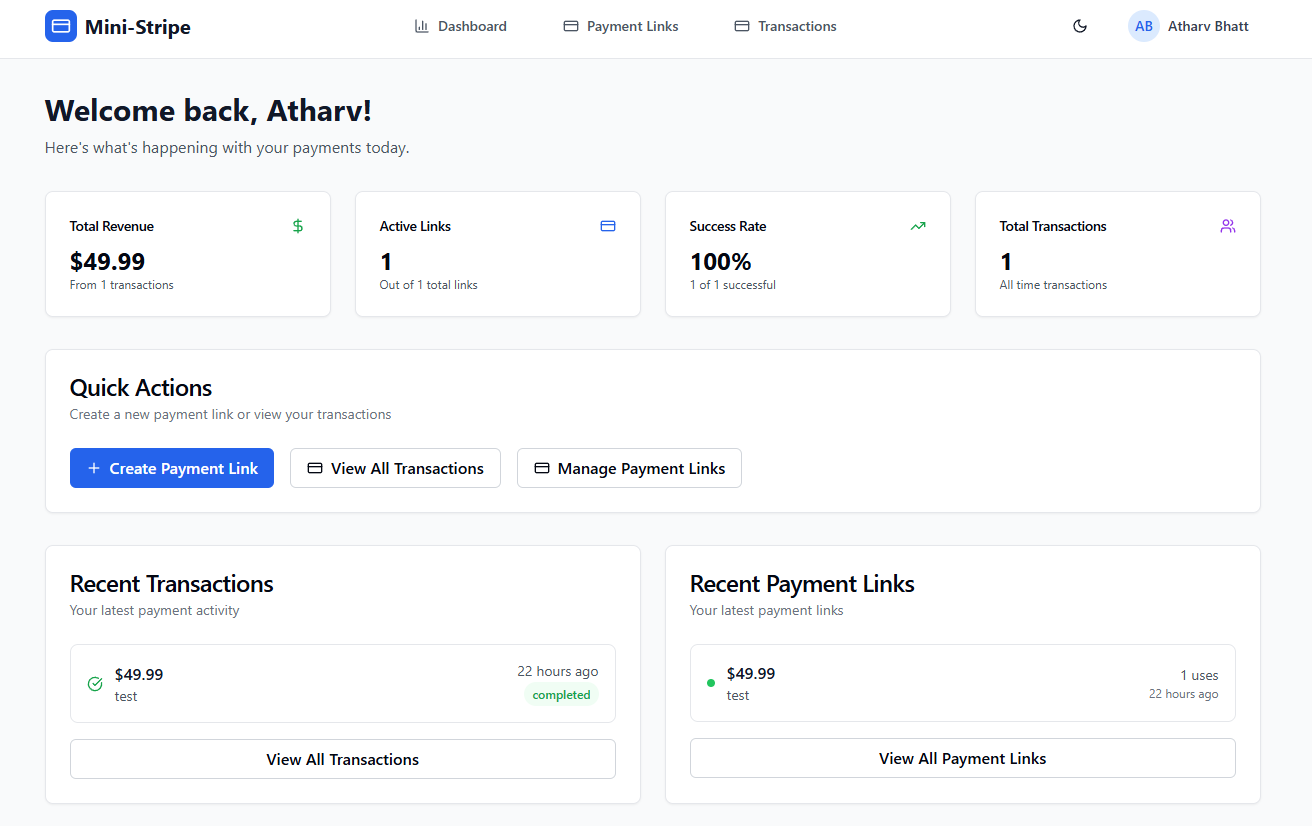 Mini-Stripe
Dashboard
Payment Links
Transactions
AB
Atharv Bhatt
Welcome back, Atharv!
Here's what's happening with your payments today.
Total Revenue
$49.99
From 1 transactions
Active Links
1
Out of 1 total links
Success Rate
100%
1 of 1 successful
Total Transactions
1
All time transactions
Quick Actions
Create a new payment link or view your transactions
Create Payment Link
View All Transactions
Manage Payment Links
Recent Transactions
Your latest payment activity
$49.99
test
22 hours ago
completed
View All Transactions
Recent Payment Links
Your latest payment links
$49.99
test
1 uses
22 hours ago
View All Payment Links